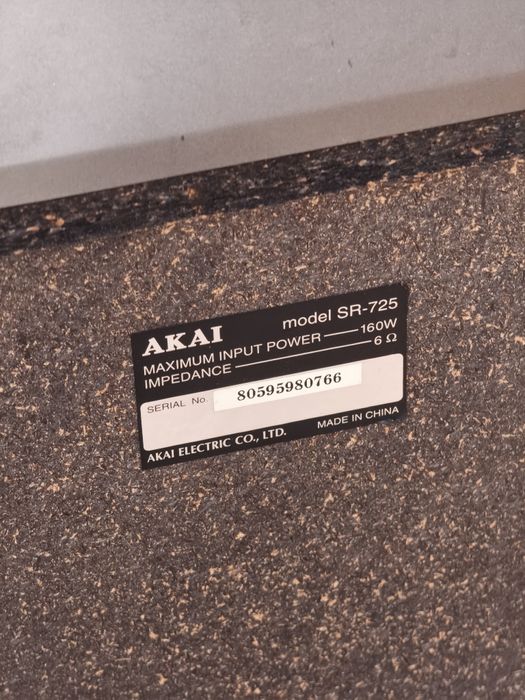 AKAI model SR-725
MAXIMUM INPUT POWER 160W
IMPEDANCE 6 Ω
SERIAL No. 80595980766
AKAI ELECTRIC CO., LTD. MADE IN CHINA